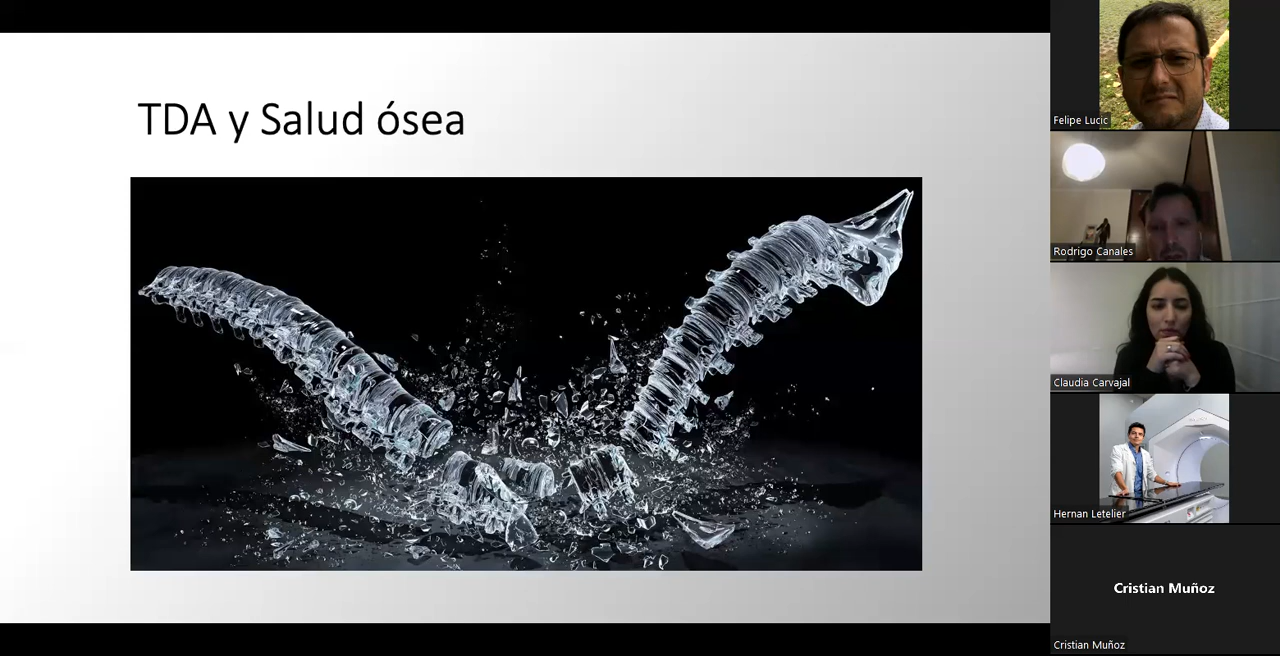 TDA y Salud ósea
Felipe Lucic
Rodrigo Canales
Claudia Carvajal
Hernan Letelier
Cristian Muñoz
Cristian Muñoz